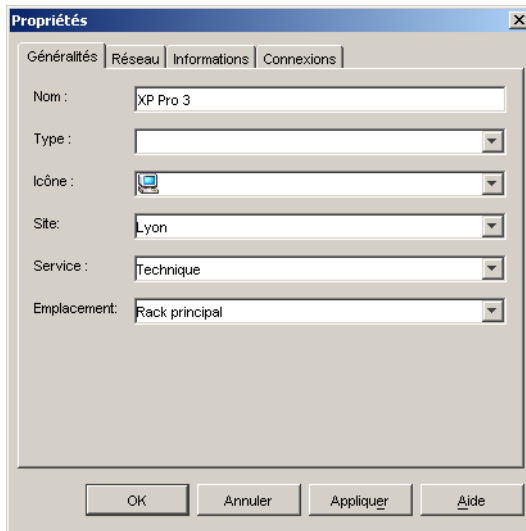 Propriétés
Généralités Réseau Informations Connexions
Nom : XP Pro 3
Type :
Icône :
Site: Lyon
Service : Technique
Emplacement: Rack principal
OK Annuler Appliquer Aide